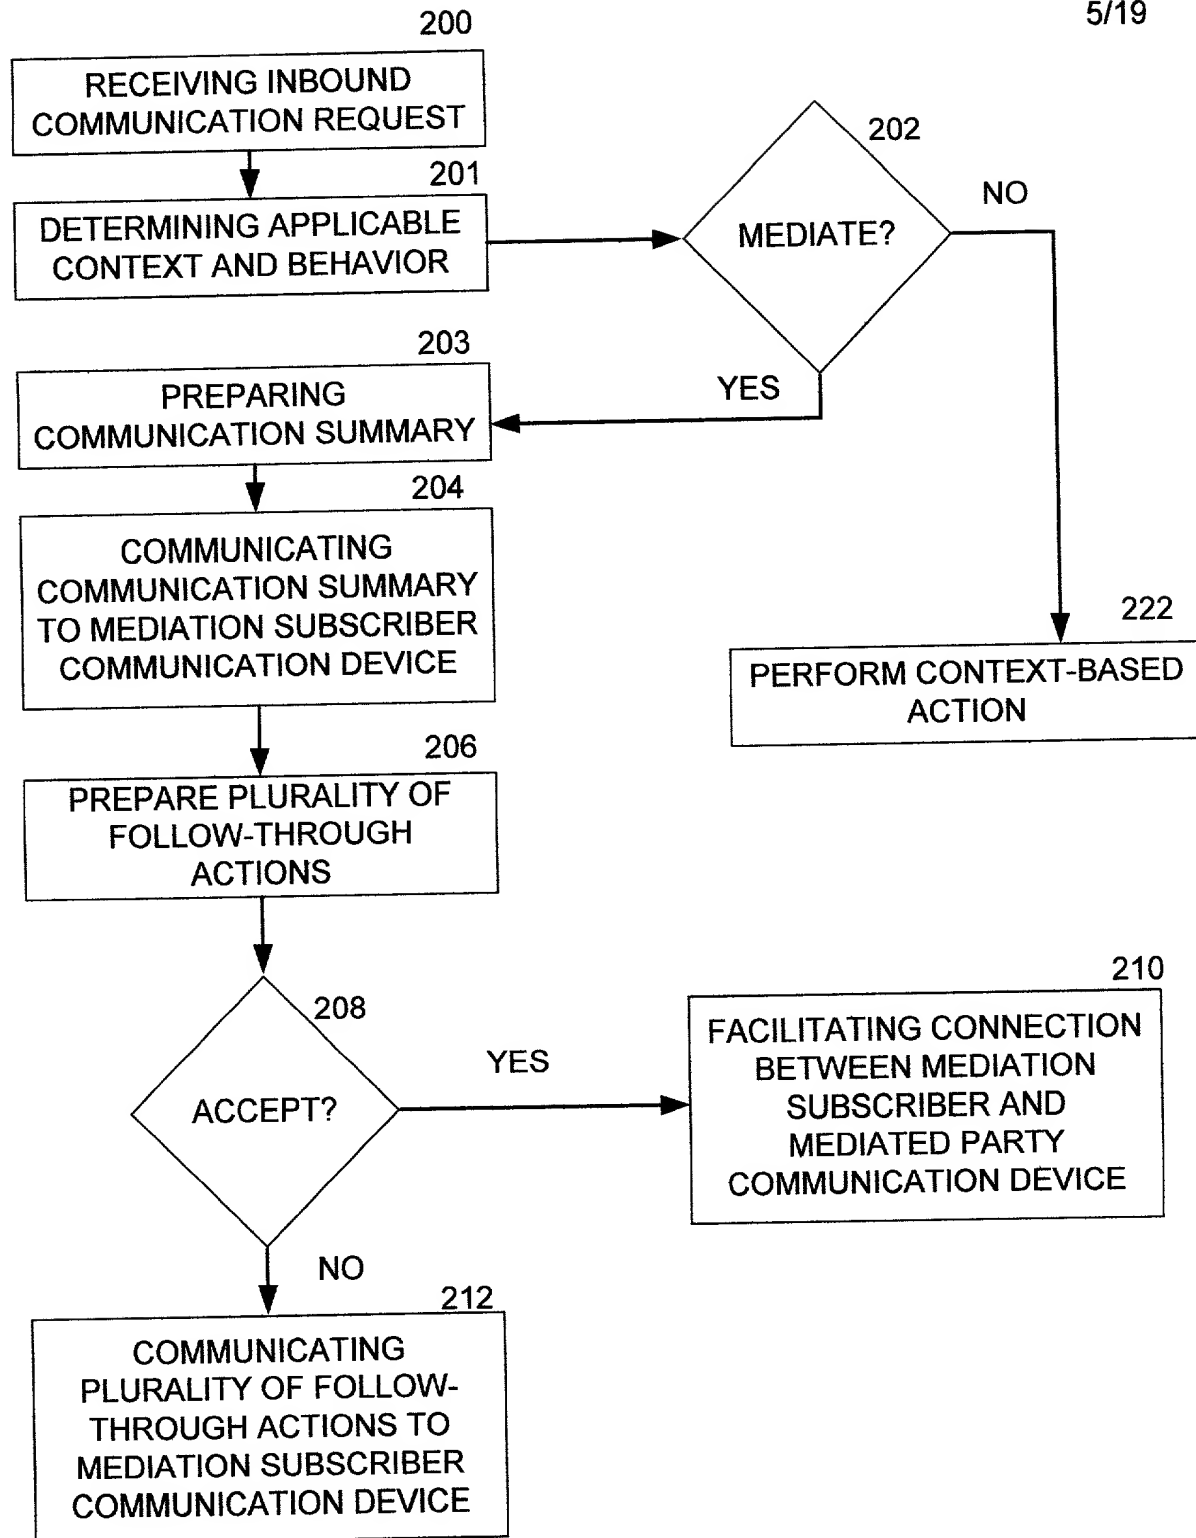 5/19
200
RECEIVING INBOUND
COMMUNICATION REQUEST
201
DETERMINING APPLICABLE
CONTEXT AND BEHAVIOR
202
MEDIATE?
NO
YES
203
PREPARING
COMMUNICATION SUMMARY
204
COMMUNICATING
COMMUNICATION SUMMARY
TO MEDIATION SUBSCRIBER
COMMUNICATION DEVICE
222
PERFORM CONTEXT-BASED
ACTION
206
PREPARE PLURALITY OF
FOLLOW-THROUGH
ACTIONS
208
ACCEPT?
YES
210
FACILITATING CONNECTION
BETWEEN MEDIATION
SUBSCRIBER AND
MEDIATED PARTY
COMMUNICATION DEVICE
NO
212
COMMUNICATING
PLURALITY OF FOLLOW-
THROUGH ACTIONS TO
MEDIATION SUBSCRIBER
COMMUNICATION DEVICE